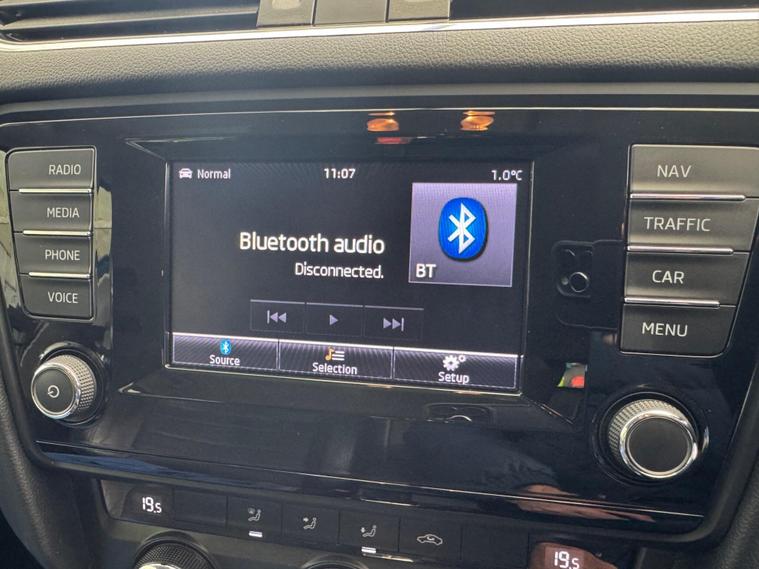 RADIO
MEDIA
PHONE
VOICE
Normal
11:07
1.0°C
Bluetooth audio
Disconnected.
BT
Source
Selection
Setup
NAV
TRAFFIC
CAR
MENU
19.5
19.5